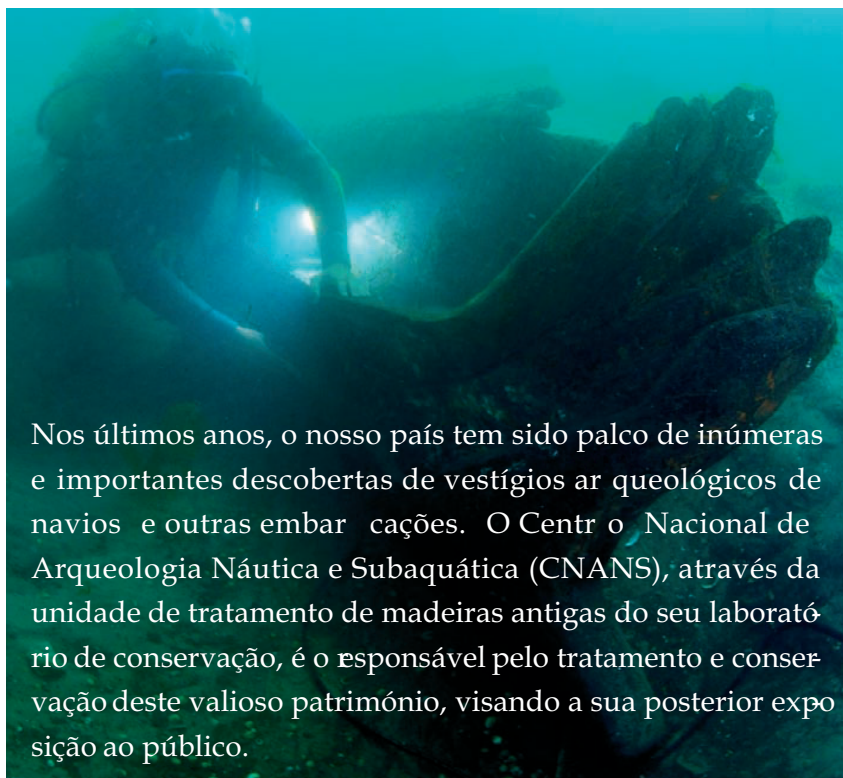 Nos últimos anos, o nosso país tem sido palco de inúmeras
e importantes descobertas de vestígios ar queológicos de
navios e outras embar cações. O Centr o Nacional de
Arqueologia Náutica e Subaquática (CNANS), através da
unidade de tratamento de madeiras antigas do seu laborató-
rio de conservação, é o responsável pelo tratamento e conser-
vação deste valioso património, visando a sua posterior expo-
sição ao público.